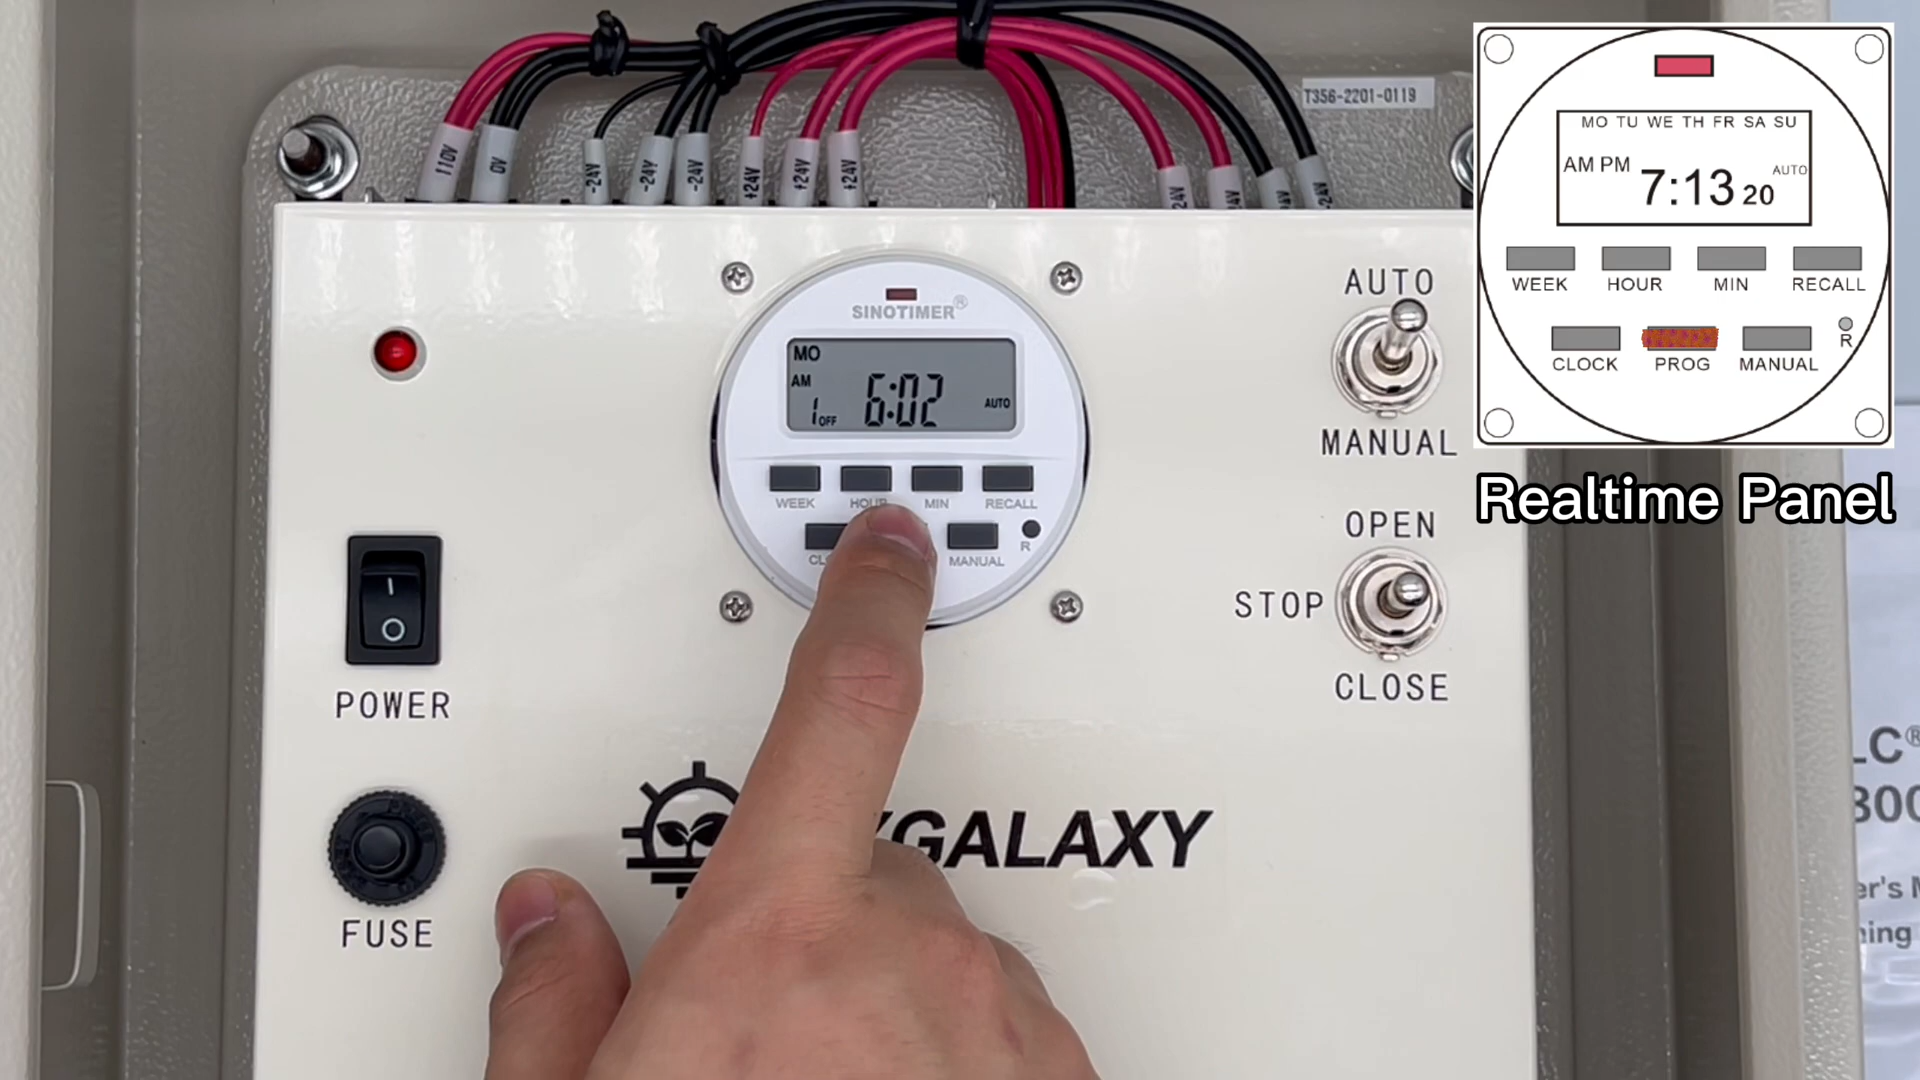 T356-2201-0119
110V
0V
-24V
-24V
-24V
+24V
+24V
+24V
MO TU WE TH FR SA SU
AM PM 7:13 20 AUTO
WEEK HOUR MIN RECALL
CLOCK PROG MANUAL R
Realtime Panel
SINOTIMER®
MO
AM
1 OFF 6:02 AUTO
WEEK HOUR MIN RECALL
MANUAL R
AUTO
MANUAL
OPEN
STOP
CLOSE
POWER
FUSE